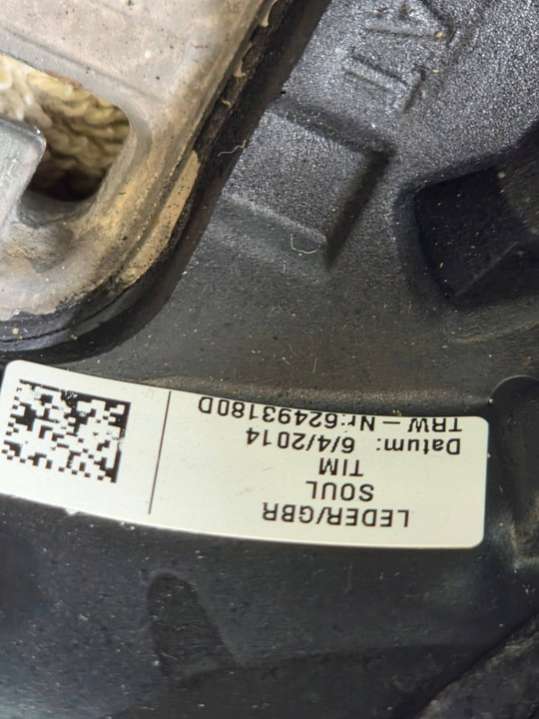 LEDER/GBR
SOUL
TIM
Datum: 6/4/2014
TRW - Nr:62493180D